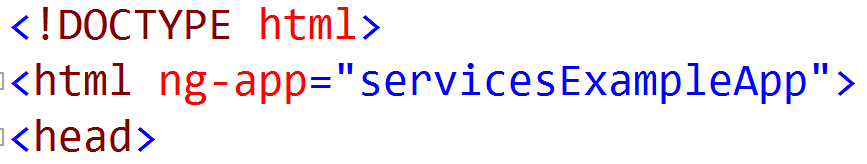 <!DOCTYPE html>
<html ng-app="servicesExampleApp">
<head>